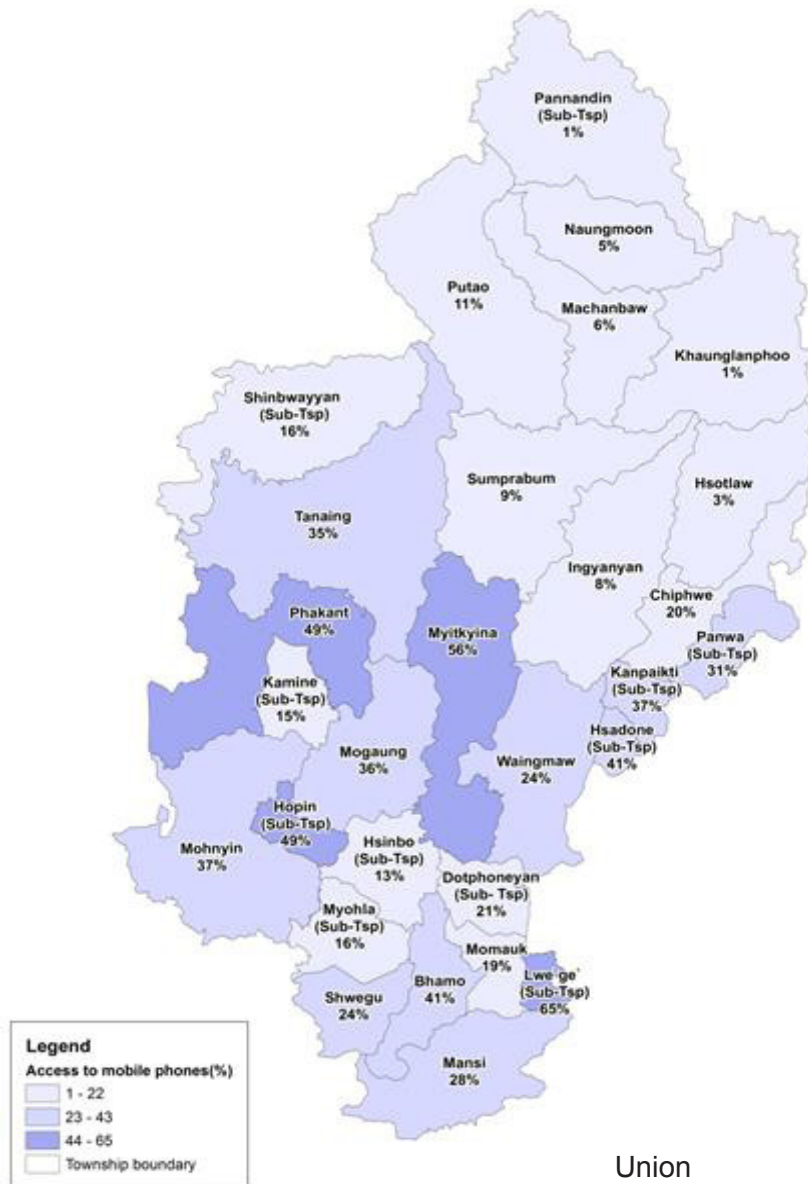 Pannandin
(Sub-Tsp)
1%
Naungmoon
5%
Putao
11%
Machanbaw
6%
Khaunglanphoo
1%
Shinbwayyan
(Sub-Tsp)
16%
Sumprabum
9%
Hsotlaw
3%
Tanaing
35%
Ingyanyan
8%
Chiphwe
20%
Phakant
49%
Myitkyina
56%
Panwa
(Sub-Tsp)
31%
Kanpaikti
(Sub-Tsp)
37%
Kamine
(Sub-Tsp)
15%
Hsadone
(Sub-Tsp)
41%
Mogaung
36%
Waingmaw
24%
Hopin
(Sub-Tsp)
49%
Mohnyin
37%
Hsinbo
(Sub-Tsp)
13%
Dotphoneyan
(Sub- Tsp)
21%
Myohla
(Sub-Tsp)
16%
Momauk
19%
Lwe ge`
(Sub-Tsp)
65%
Bhamo
41%
Shwegu
24%
Mansi
28%
Legend
Access to mobile phones(%)
1 - 22
23 - 43
44 - 65
Township boundary
Union